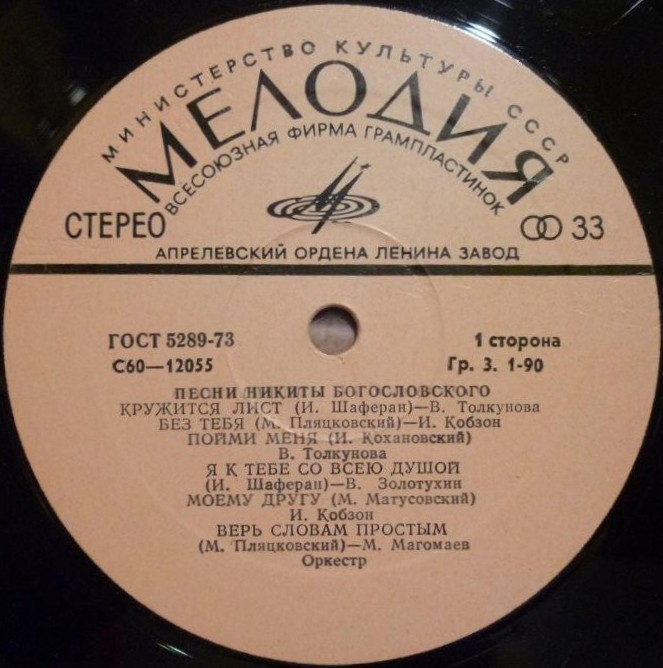 МИНИСТЕРСТВО КУЛЬТУРЫ СССР
МЕЛОДИЯ
ВСЕСОЮЗНАЯ ФИРМА ГРАМПЛАСТИНОК
СТЕРЕО
33
АПРЕЛЕВСКИЙ ОРДЕНА ЛЕНИНА ЗАВОД
ГОСТ 5289-73
1 сторона
С60—12055
Гр. 3. 1-90
ПЕСНИ НИКИТЫ БОГОСЛОВСКОГО
КРУЖИТСЯ ЛИСТ (И. Шаферан)—В. Толкунова
БЕЗ ТЕБЯ (М. Пляцковский)—И. Кобзон
ПОЙМИ МЕНЯ (И. Кохановский)
В. Толкунова
Я К ТЕБЕ СО ВСЕЮ ДУШОЙ
(И. Шаферан)—В. Золотухин
МОЕМУ ДРУГУ (М. Матусовский)
И. Кобзон
ВЕРЬ СЛОВАМ ПРОСТЫМ
(М. Пляцковский)—М. Магомаев
Оркестр